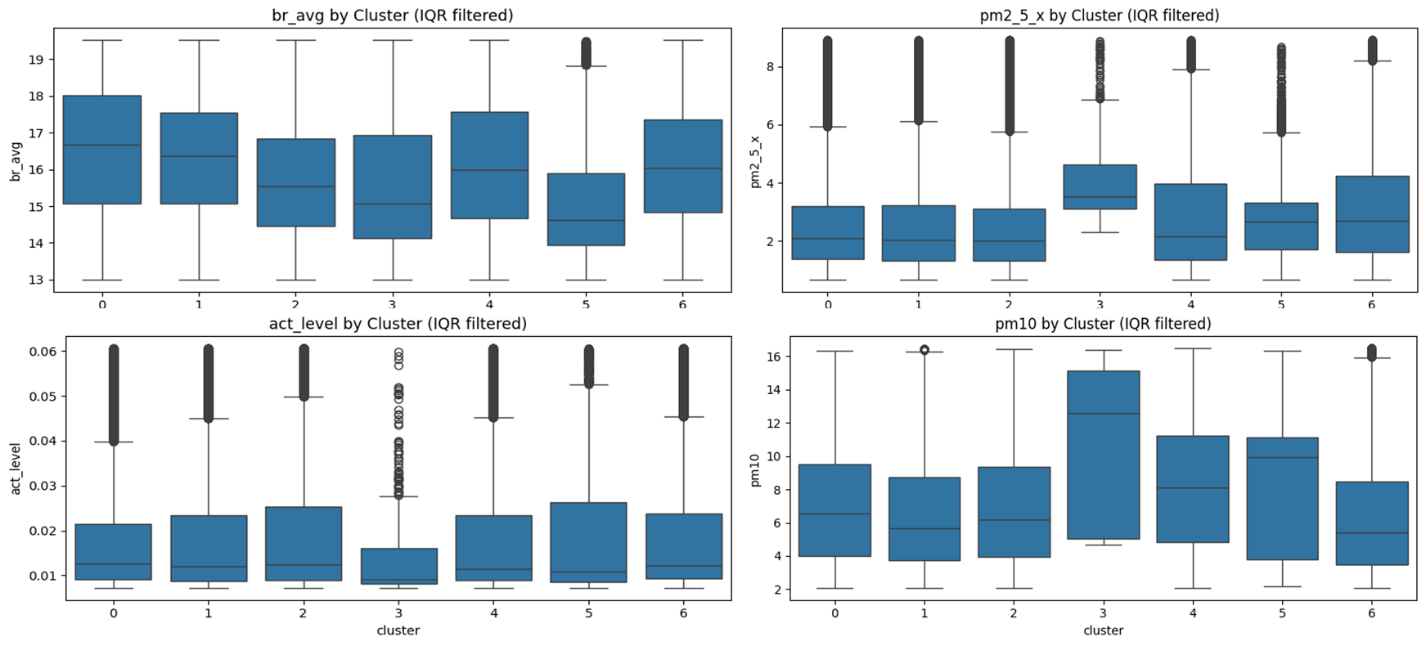 br_avg by Cluster (IQR filtered)
br_avg
19
18
17
16
15
14
13
0 1 2 3 4 5 6
pm2_5_x by Cluster (IQR filtered)
pm2_5_x
8
6
4
2
0 1 2 3 4 5 6
act_level by Cluster (IQR filtered)
act_level
0.06
0.05
0.04
0.03
0.02
0.01
0 1 2 3 4 5 6
cluster
pm10 by Cluster (IQR filtered)
pm10
16
14
12
10
8
6
4
2
0 1 2 3 4 5 6
cluster